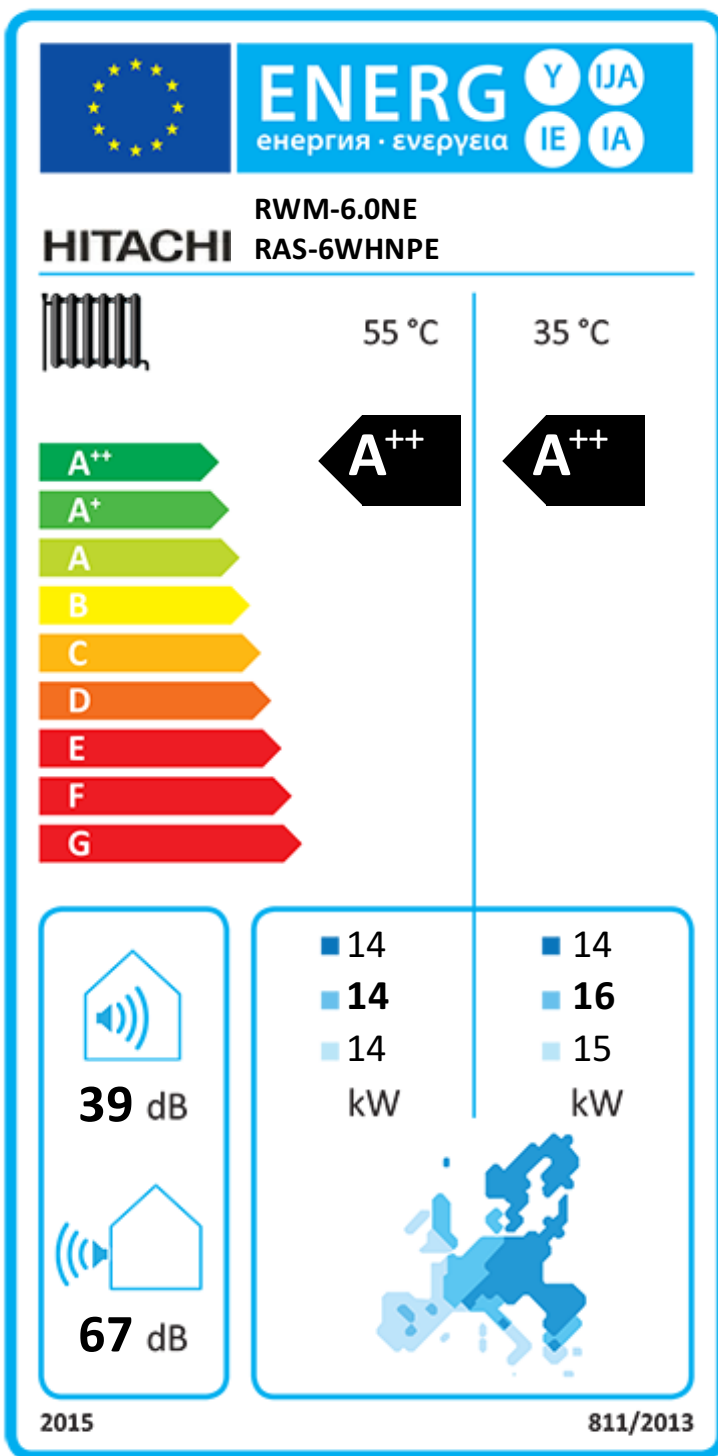 ENERG Y IJA
енергия · ενεργεια IE IA
RWM-6.0NE
HITACHI RAS-6WHNPE
55 °C 35 °C
A++ A++ A++
A+
A
B
C
D
E
F
G
14 14
14 16
14 15
kW kW
39 dB
67 dB
2015 811/2013